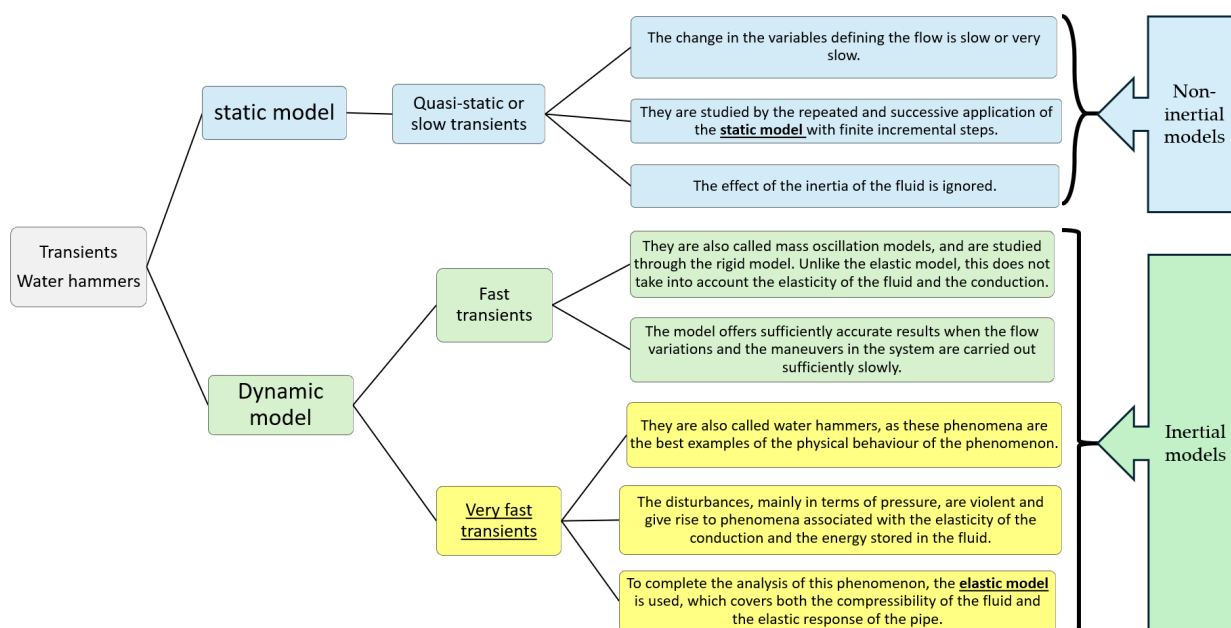 Transients
Water hammers
static model
Quasi-static or
slow transients
The change in the variables defining the flow is slow or very
slow.
They are studied by the repeated and successive application of
the static model with finite incremental steps.
The effect of the inertia of the fluid is ignored.
Non-
inertial
models
Dynamic
model
Fast
transients
They are also called mass oscillation models, and are studied
through the rigid model. Unlike the elastic model, this does not
take into account the elasticity of the fluid and the conduction.
The model offers sufficiently accurate results when the flow
variations and the maneuvers in the system are carried out
sufficiently slowly.
Very fast
transients
They are also called water hammers, as these phenomena are
the best examples of the physical behaviour of the phenomenon.
The disturbances, mainly in terms of pressure, are violent and
give rise to phenomena associated with the elasticity of the
conduction and the energy stored in the fluid.
To complete the analysis of this phenomenon, the elastic model
is used, which covers both the compressibility of the fluid and
the elastic response of the pipe.
Inertial
models